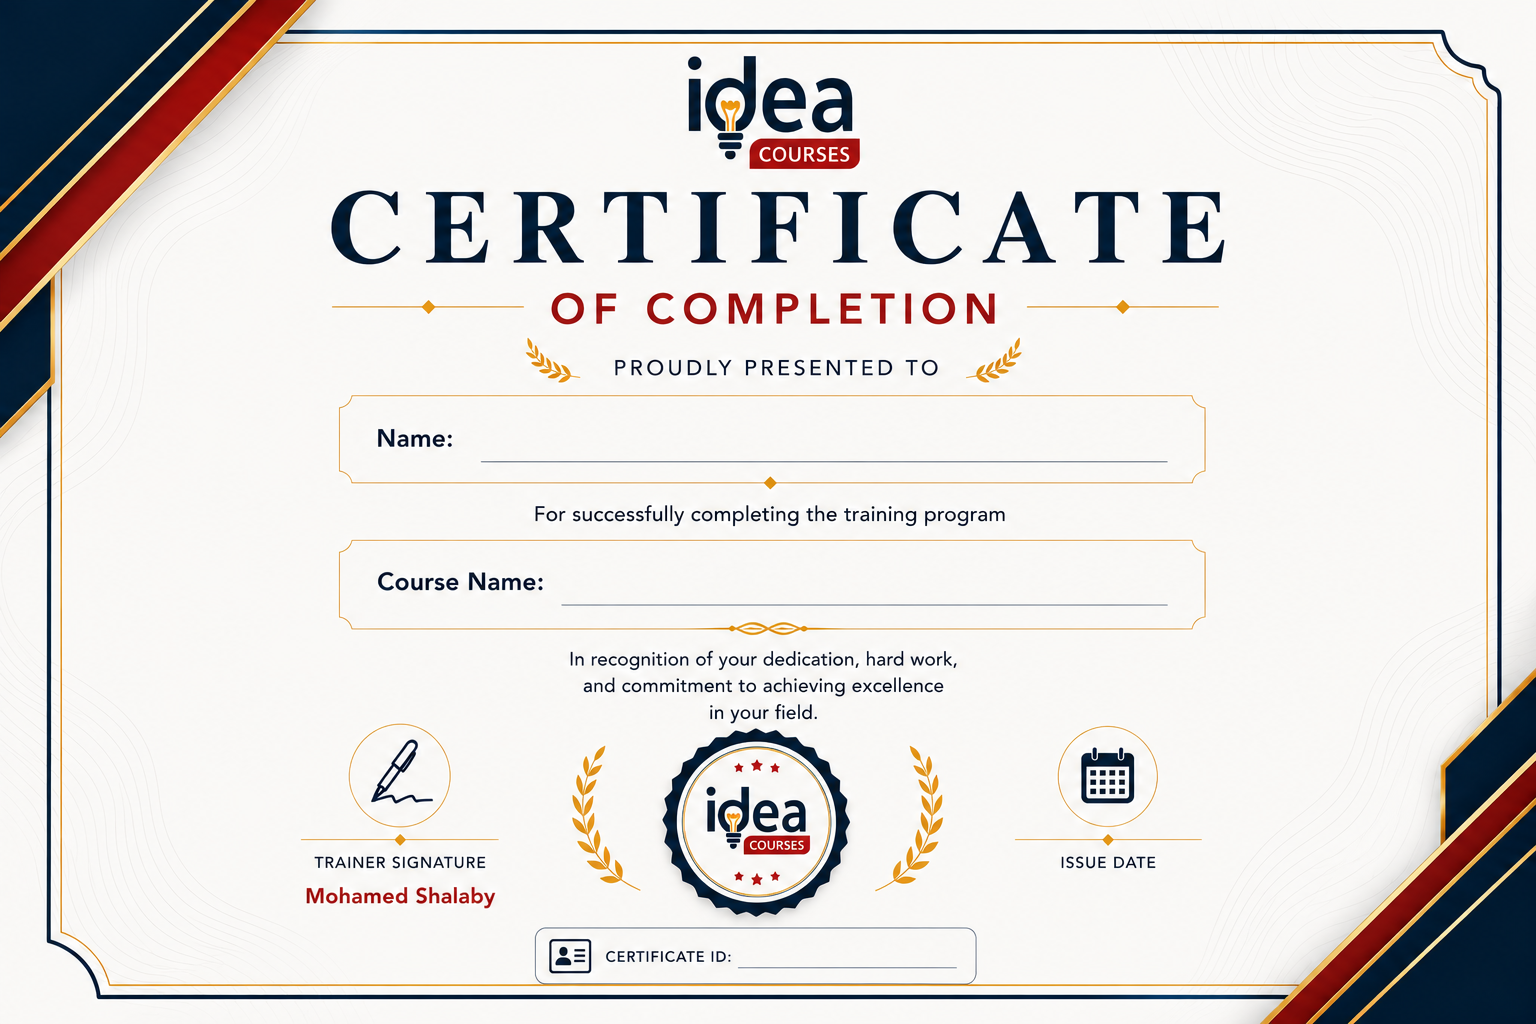 idea
COURSES
CERTIFICATE
OF COMPLETION
PROUDLY PRESENTED TO
Name:
For successfully completing the training program
Course Name:
In recognition of your dedication, hard work,
and commitment to achieving excellence
in your field.
idea
COURSES
TRAINER SIGNATURE
Mohamed Shalaby
ISSUE DATE
CERTIFICATE ID: